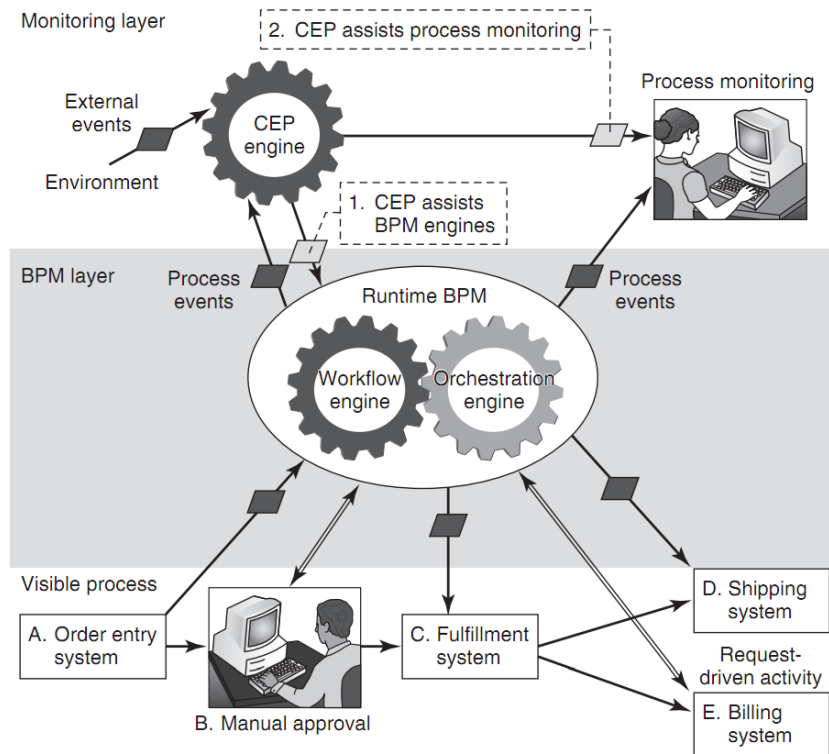 Monitoring layer
2. CEP assists process monitoring
Process monitoring
External
events
CEP
engine
Environment
1. CEP assists
BPM engines
BPM layer
Process
events
Runtime BPM
Process
events
Workflow
engine
Orchestration
engine
Visible process
A. Order entry
system
B. Manual approval
C. Fulfillment
system
D. Shipping
system
Request-
driven activity
E. Billing
system